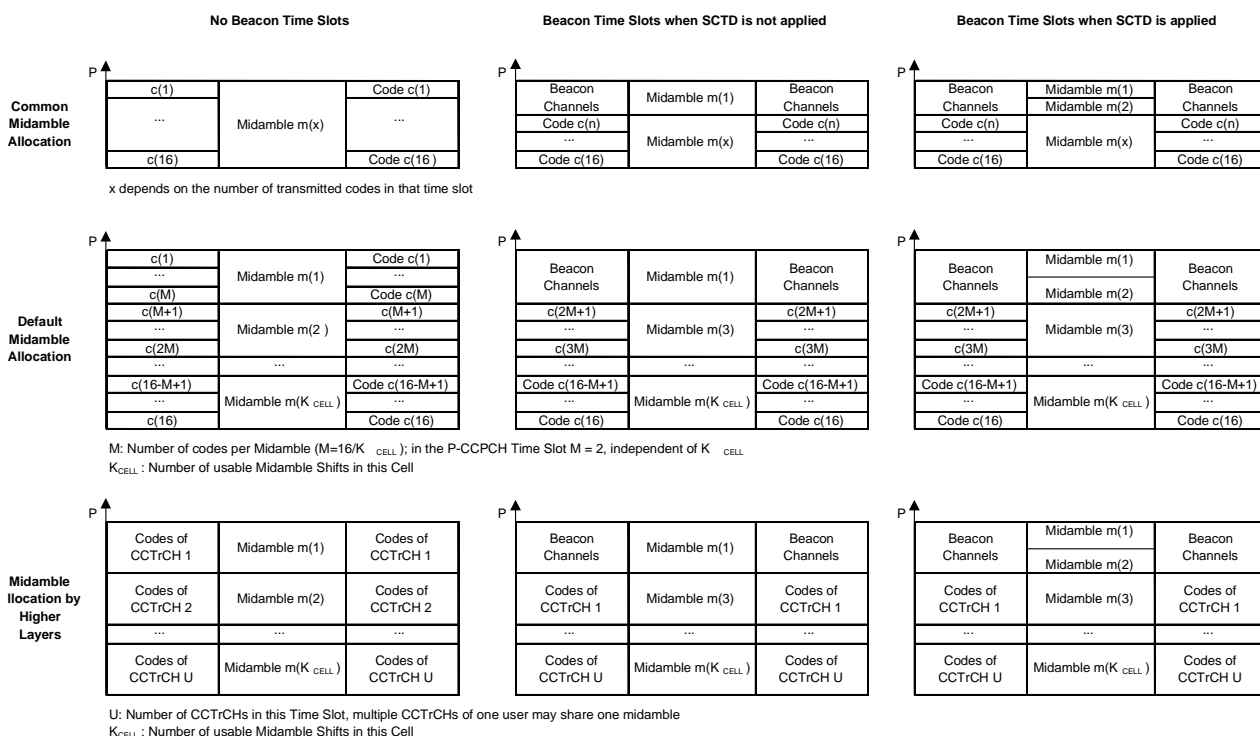 No Beacon Time Slots
Beacon Time Slots when SCTD is not applied
Beacon Time Slots when SCTD is applied
Common
Midamble
Allocation
P
c(1)
...
c(16)
Midamble m(x)
Code c(1)
...
Code c(16 )
x depends on the number of transmitted codes in that time slot
P
Beacon
Channels
Code c(n)
...
Code c(16)
Midamble m(1)
Midamble m(x)
Beacon
Channels
Code c(n)
...
Code c(16)
P
Beacon
Channels
Code c(n)
...
Code c(16)
Midamble m(1)
Midamble m(2)
Midamble m(x)
Beacon
Channels
Code c(n)
...
Code c(16)
Default
Midamble
Allocation
P
c(1)
...
c(M)
c(M+1)
...
c(2M)
...
c(16-M+1)
...
c(16)
Midamble m(1)
Midamble m(2 )
...
Midamble m(K CELL )
Code c(1)
...
Code c(M)
c(M+1)
...
c(2M)
...
Code c(16-M+1)
...
Code c(16)
P
Beacon
Channels
c(2M+1)
...
c(3M)
...
Code c(16-M+1)
...
Code c(16)
Midamble m(1)
Midamble m(3)
...
Midamble m(K CELL )
Beacon
Channels
c(2M+1)
...
c(3M)
...
Code c(16-M+1)
...
Code c(16)
P
Beacon
Channels
c(2M+1)
...
c(3M)
...
Code c(16-M+1)
...
Code c(16)
Midamble m(1)
Midamble m(2)
Midamble m(3)
...
Midamble m(K CELL )
Beacon
Channels
c(2M+1)
...
c(3M)
...
Code c(16-M+1)
...
Code c(16)
M: Number of codes per Midamble (M=16/K CELL ); in the P-CCPCH Time Slot M = 2, independent of K CELL
KCELL : Number of usable Midamble Shifts in this Cell
Midamble
llocation by
Higher
Layers
P
Codes of
CCTrCH 1
Codes of
CCTrCH 2
...
Codes of
CCTrCH U
Midamble m(1)
Midamble m(2)
...
Midamble m(K CELL )
Codes of
CCTrCH 1
Codes of
CCTrCH 2
...
Codes of
CCTrCH U
P
Beacon
Channels
Codes of
CCTrCH 1
...
Codes of
CCTrCH U
Midamble m(1)
Midamble m(3)
...
Midamble m(K CELL )
Beacon
Channels
Codes of
CCTrCH 1
...
Codes of
CCTrCH U
P
Beacon
Channels
Codes of
CCTrCH 1
...
Codes of
CCTrCH U
Midamble m(1)
Midamble m(2)
Midamble m(3)
...
Midamble m(K CELL )
Beacon
Channels
Codes of
CCTrCH 1
...
Codes of
CCTrCH U
U: Number of CCTrCHs in this Time Slot, multiple CCTrCHs of one user may share one midamble
KCELL : Number of usable Midamble Shifts in this Cell